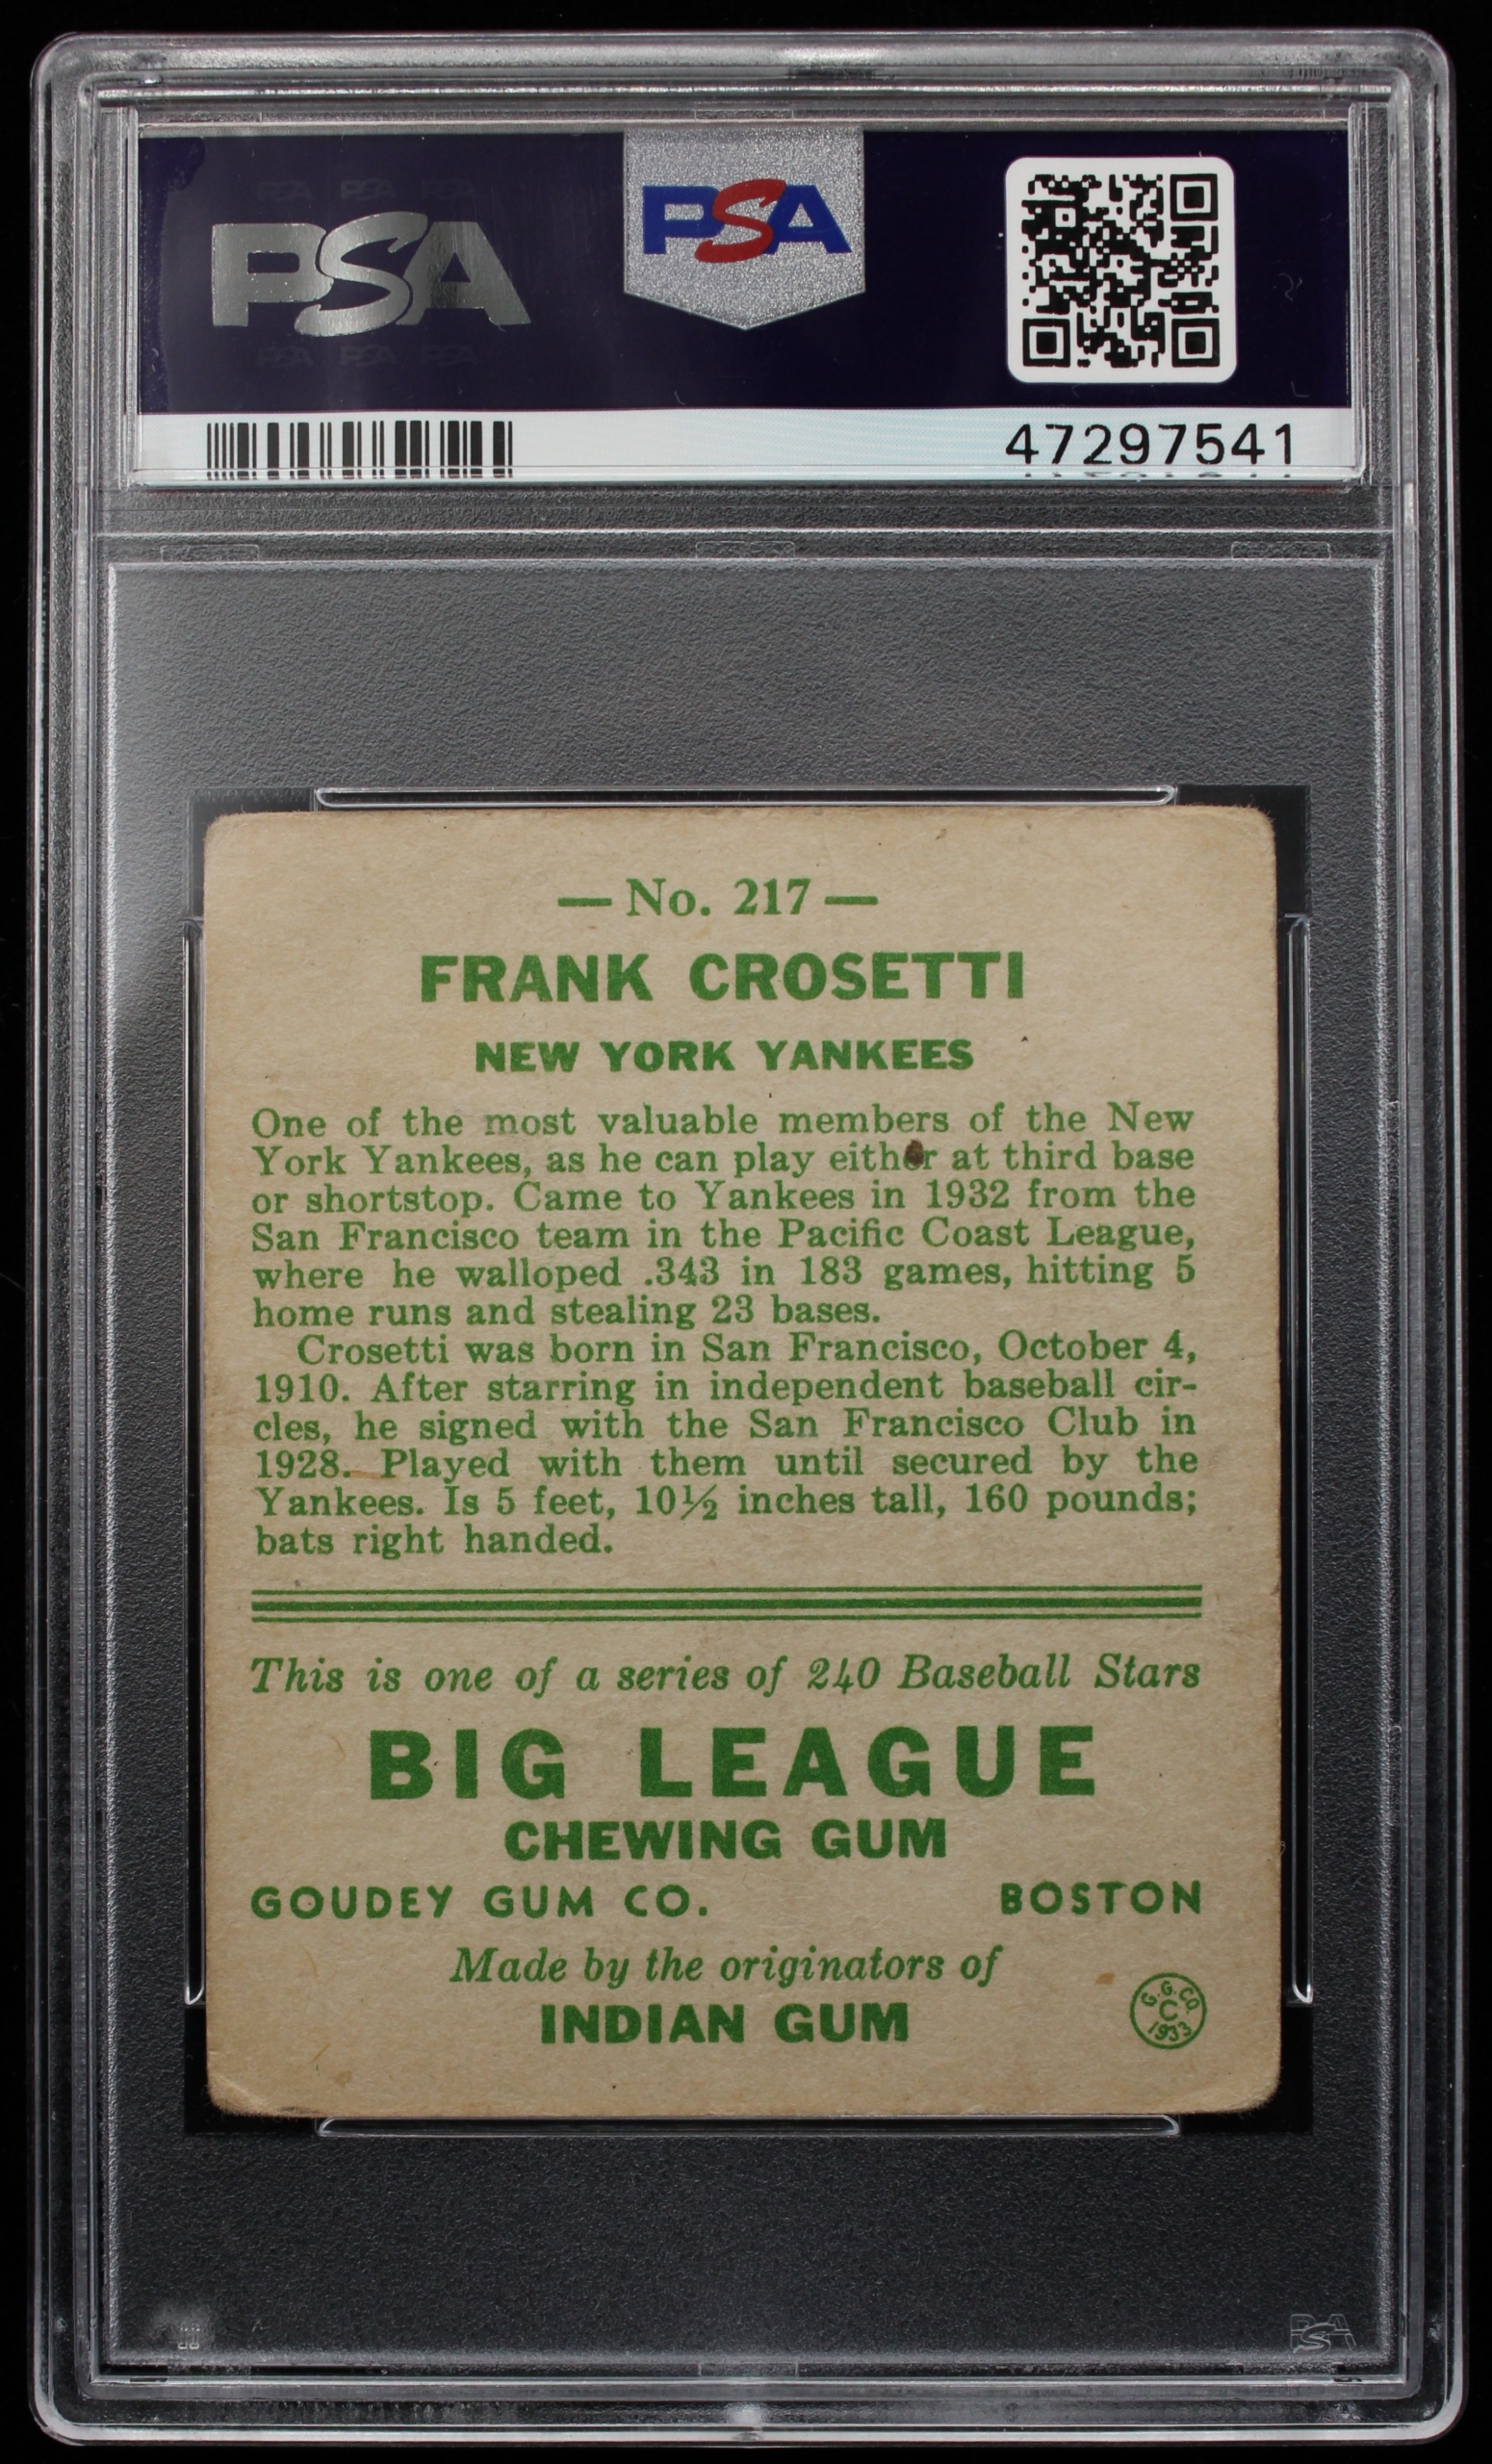 PSA
PSA
47297541
— No. 217 —
FRANK CROSETTI
NEW YORK YANKEES
One of the most valuable members of the New
York Yankees, as he can play either at third base
or shortstop. Came to Yankees in 1932 from the
San Francisco team in the Pacific Coast League,
where he walloped .343 in 183 games, hitting 5
home runs and stealing 23 bases.
Crosetti was born in San Francisco, October 4,
1910. After starring in independent baseball cir-
cles, he signed with the San Francisco Club in
1928. Played with them until secured by the
Yankees. Is 5 feet, 10½ inches tall, 160 pounds;
bats right handed.
This is one of a series of 240 Baseball Stars
BIG LEAGUE
CHEWING GUM
GOUDEY GUM CO. BOSTON
Made by the originators of
INDIAN GUM
G.G.CO.
C
1933
PSA